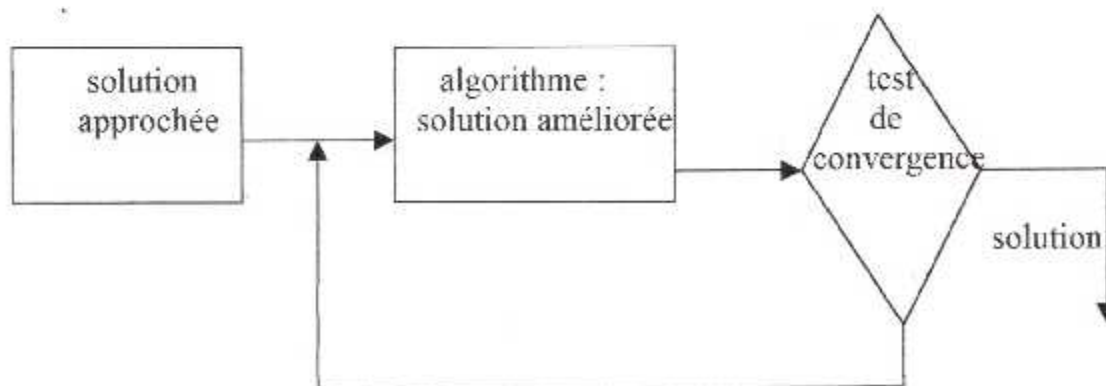 solution
approchée
algorithme :
solution améliorée
test
de
convergence
solution